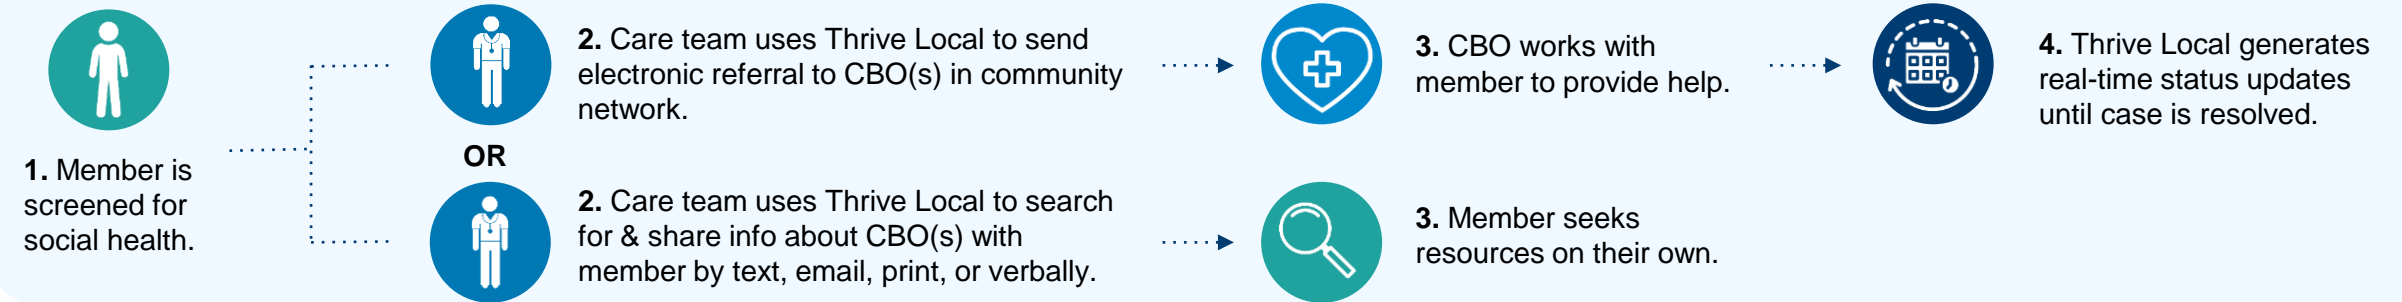 1. Member is
screened for
social health.
2. Care team uses Thrive Local to send
electronic referral to CBO(s) in community
network.
3. CBO works with
member to provide help.
4. Thrive Local generates
real-time status updates
until case is resolved.
OR
2. Care team uses Thrive Local to search
for & share info about CBO(s) with
member by text, email, print, or verbally.
3. Member seeks
resources on their own.